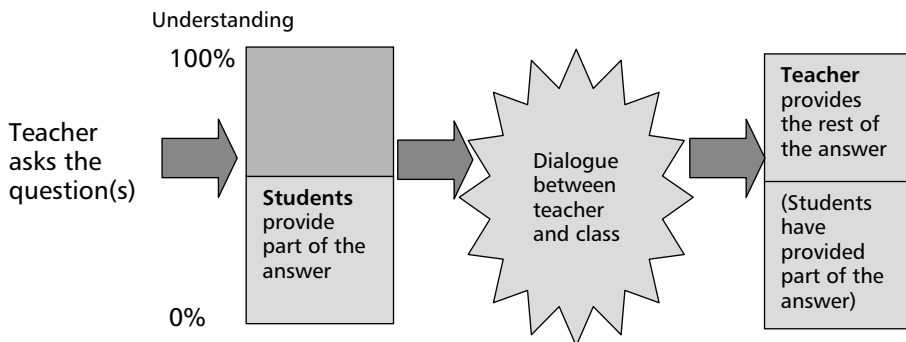 Understanding
100%
Teacher
asks the
question(s)
Students
provide
part of the
answer
0%
Dialogue
between
teacher
and class
Teacher
provides
the rest of
the answer
(Students
have
provided
part of the
answer)